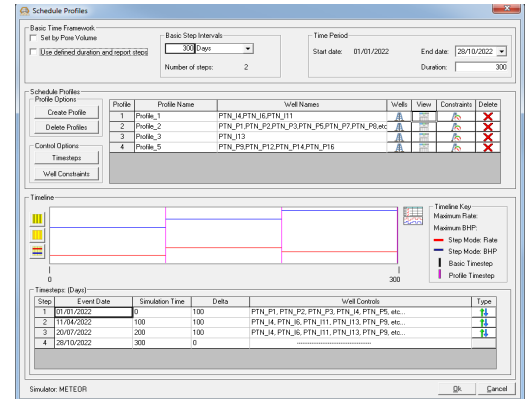 Schedule Profiles
Basic Time Framework
Set by Pore Volume
Use defined duration and report steps
Basic Step Intervals
300 Days
Number of steps: 2
Time Period
Start date: 01/01/2022
End date: 28/10/2022
Duration: 300
Schedule Profiles
Profile Options
Create Profile
Delete Profiles
Control Options
Timesteps
Well Constraints
Profile Profile Name Well Names Wells View Constraints Delete
1 Profile_1 PTN_I4,PTN_I6,PTN_I11
2 Profile_2 PTN_P1,PTN_P2,PTN_P3,PTN_P5,PTN_P7,PTN_P8,etc
3 Profile_3 PTN_I13
4 Profile_5 PTN_P9,PTN_P12,PTN_P14,PTN_P16
Timeline
0 300
Timeline Key
Maximum Rate:
Maximum BHP:
Step Mode: Rate
Step Mode: BHP
Basic Timestep
Profile Timestep
Timesteps: (Days)
Step Event Date Simulation Time Delta Well Controls Type
1 01/01/2022 0 100 PTN_P1, PTN_P2, PTN_P3, PTN_I4, PTN_P5, etc...
2 11/04/2022 100 100 PTN_I4, PTN_I6, PTN_I11, PTN_I13, PTN_P9, etc...
3 20/07/2022 200 100 PTN_I4, PTN_I6, PTN_I11, PTN_I13, PTN_P9, etc...
4 28/10/2022 300 0 ------------------------------
Simulator: METEOR
Ok Cancel